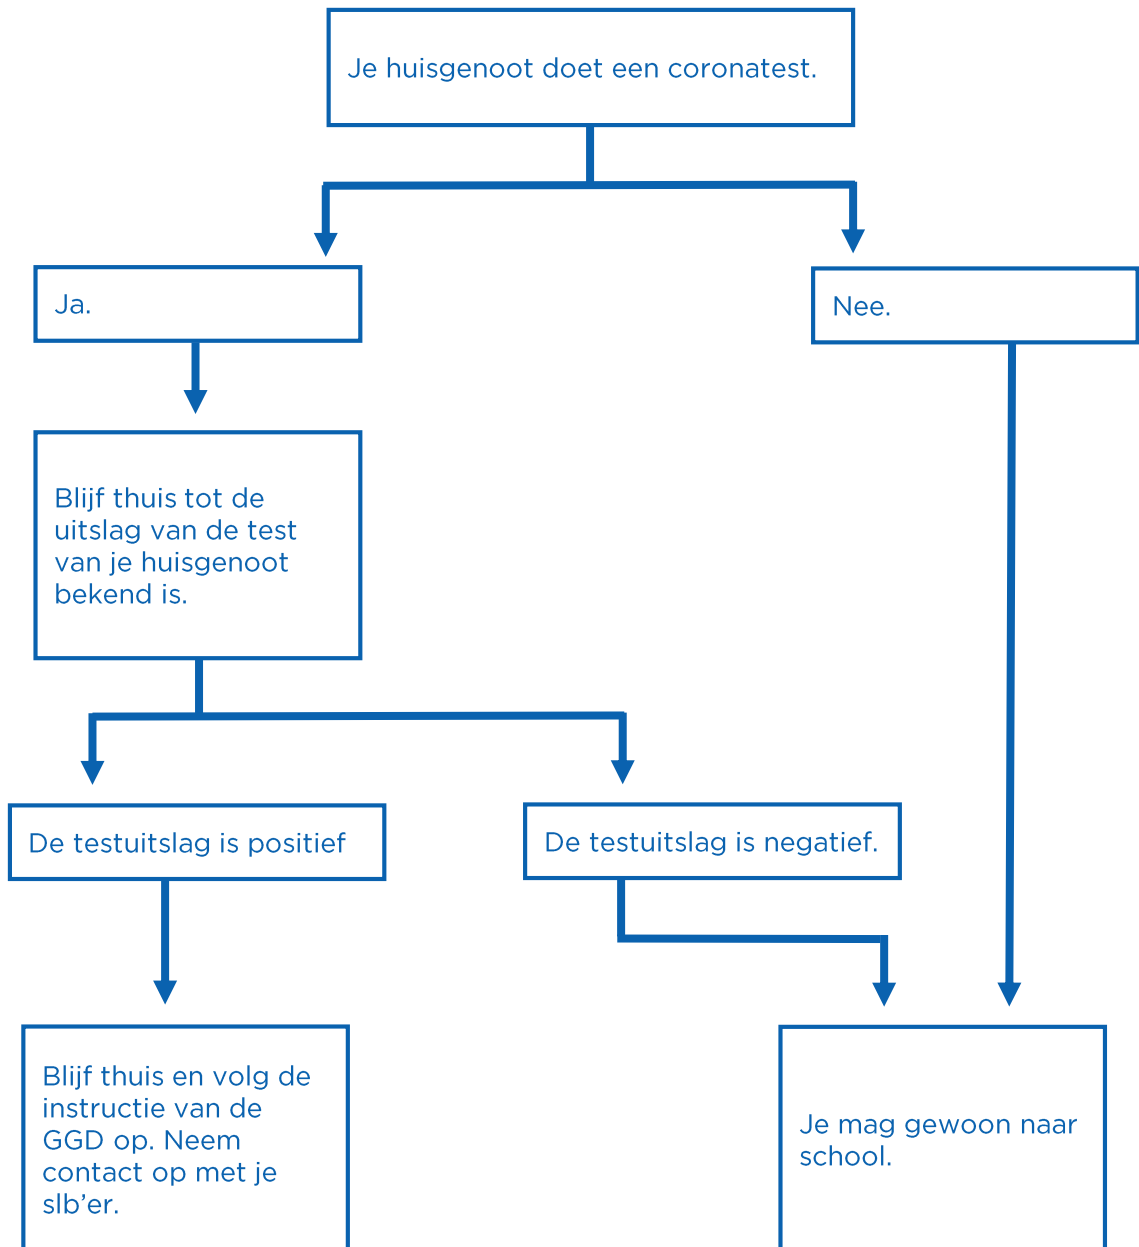 Je huisgenoot doet een coronatest.
Ja.
Nee.
Blijf thuis tot de
uitslag van de test
van je huisgenoot
bekend is.
De testuitslag is positief
De testuitslag is negatief.
Blijf thuis en volg de
instructie van de
GGD op. Neem
contact op met je
slb’er.
Je mag gewoon naar
school.